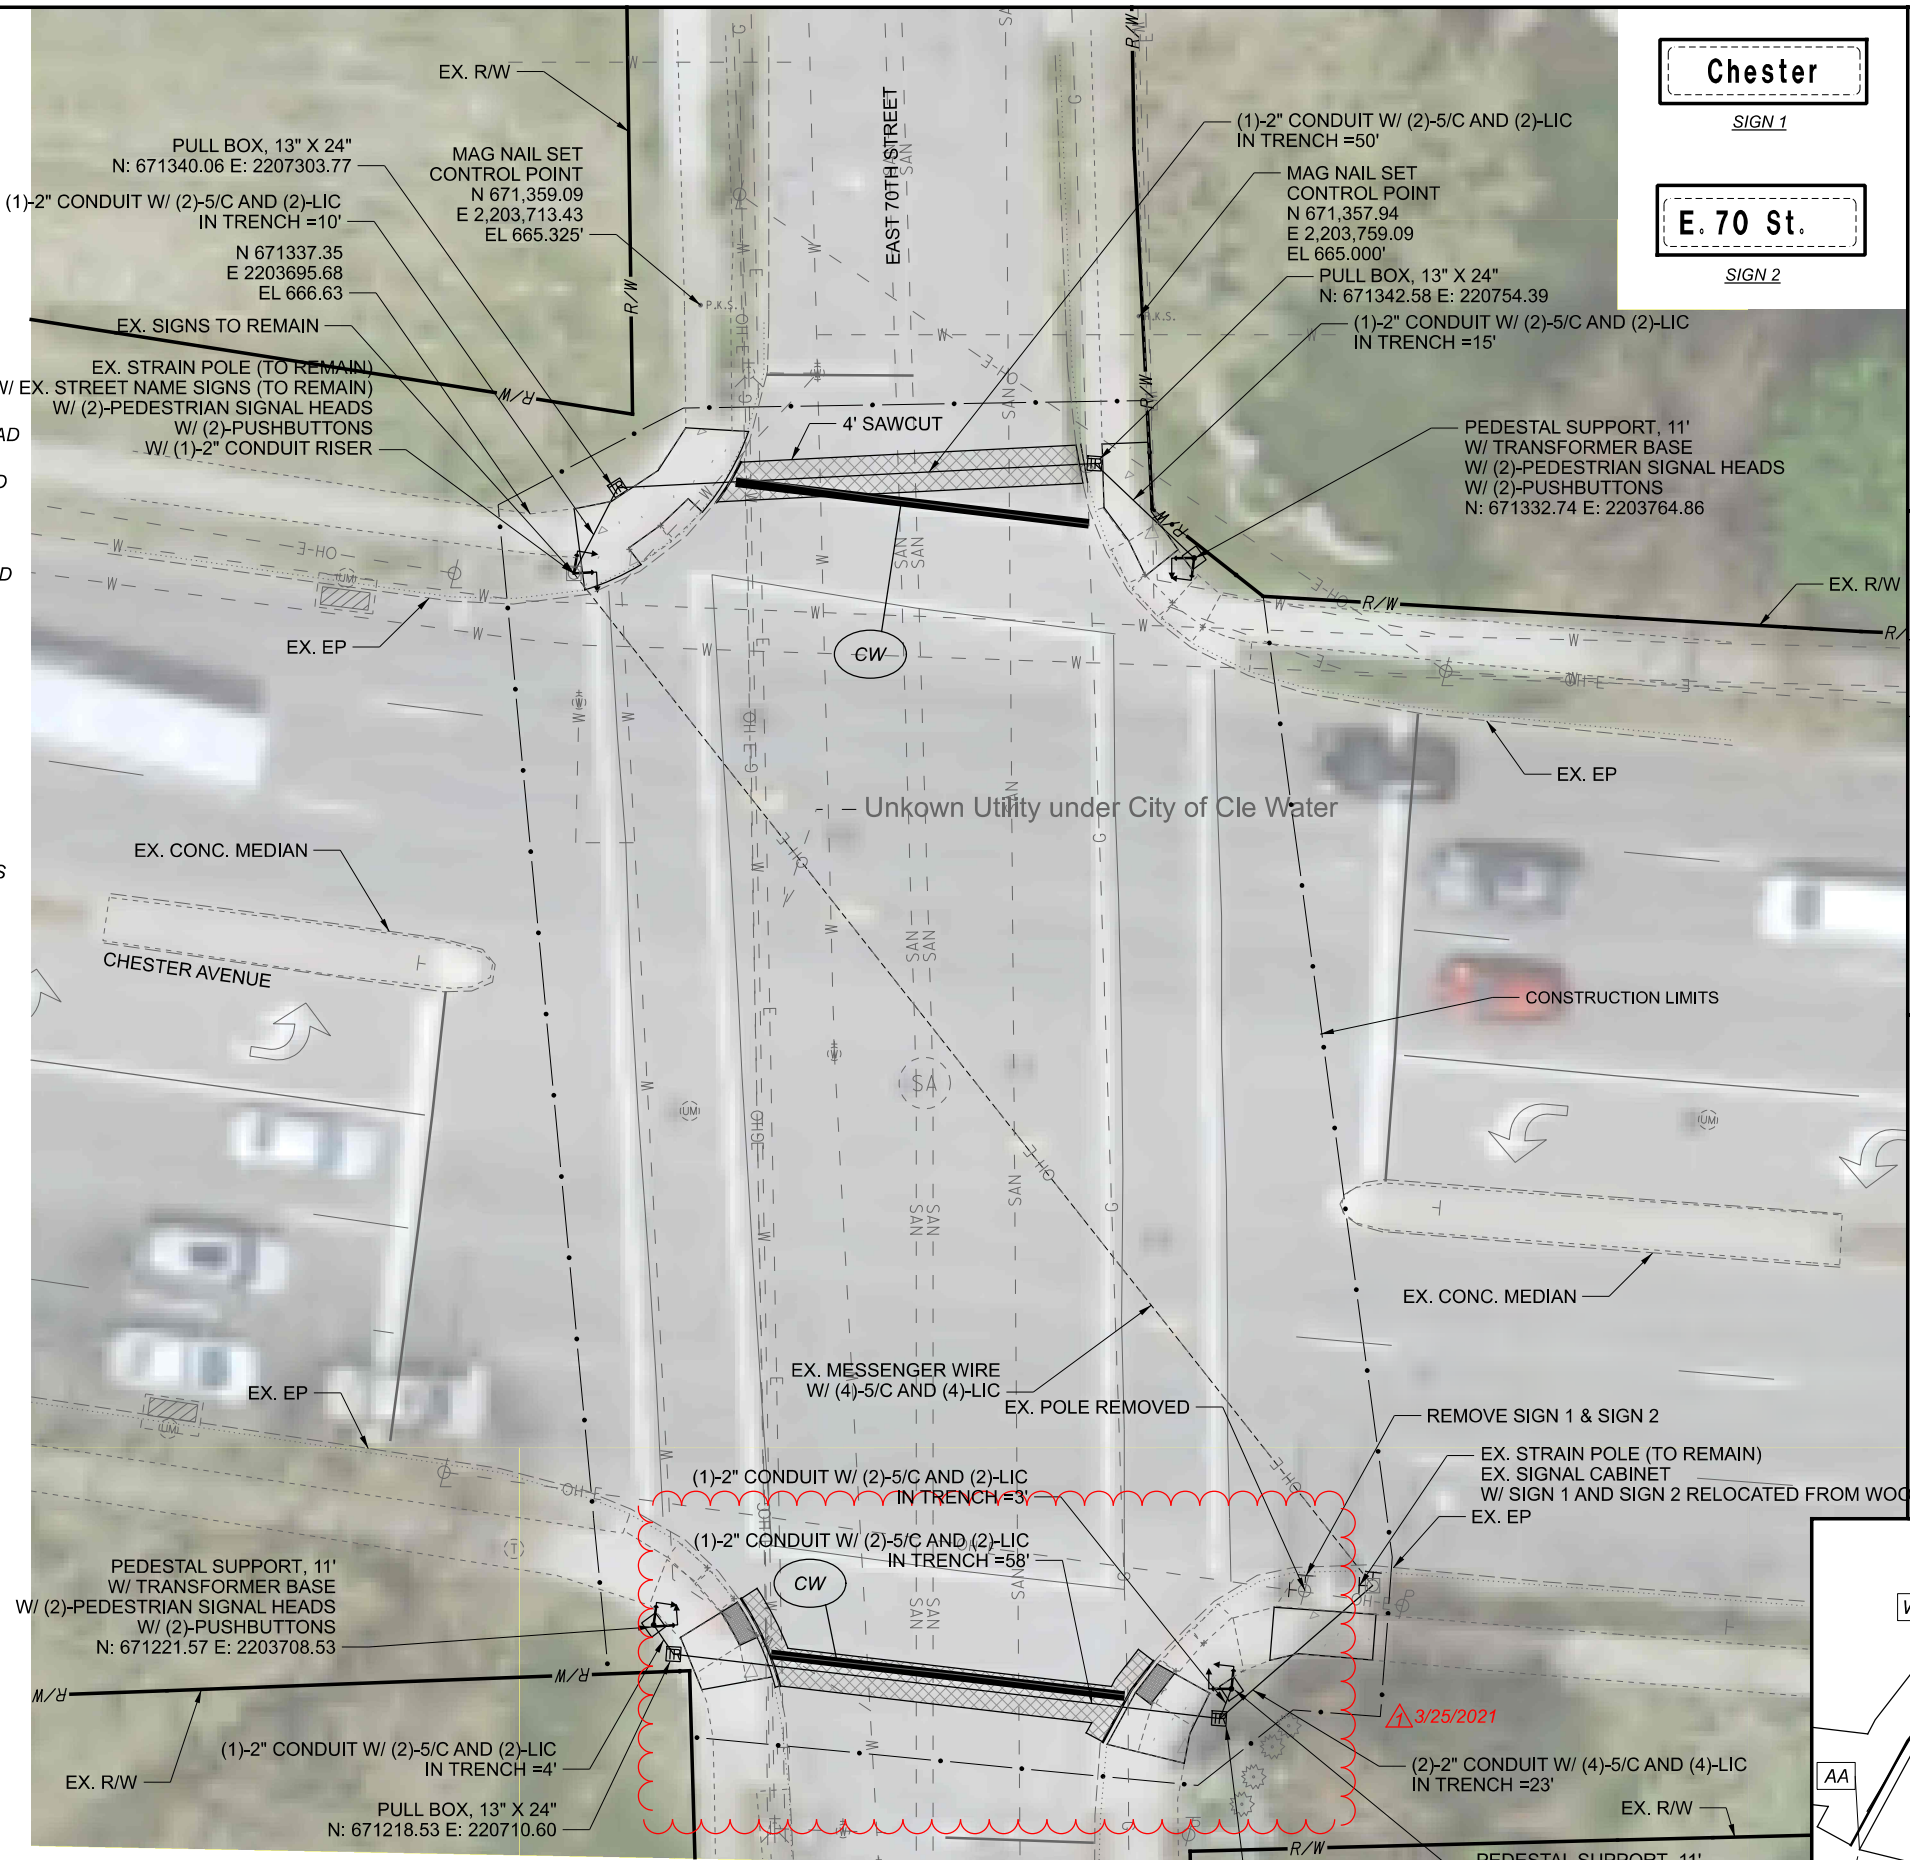 EX. R/W
PULL BOX, 13" X 24"
N: 671340.06 E: 2207303.77
(1)-2" CONDUIT W/ (2)-5/C AND (2)-LIC
IN TRENCH =10'
N 671337.35
E 2203695.68
EL 666.63
EX. SIGNS TO REMAIN
EX. STRAIN POLE (TO REMAIN)
W/ EX. STREET NAME SIGNS (TO REMAIN)
W/ (2)-PEDESTRIAN SIGNAL HEADS
W/ (2)-PUSHBUTTONS
W/ (1)-2" CONDUIT RISER
MAG NAIL SET
CONTROL POINT
N 671,359.09
E 2,203,713.43
EL 665.325'
P.K.S.
EAST 70TH STREET
(1)-2" CONDUIT W/ (2)-5/C AND (2)-LIC
IN TRENCH =50'
MAG NAIL SET
CONTROL POINT
N 671,357.94
E 2,203,759.09
EL 665.000'
PULL BOX, 13" X 24"
N: 671342.58 E: 220754.39
(1)-2" CONDUIT W/ (2)-5/C AND (2)-LIC
IN TRENCH =15'
Chester
SIGN 1
E. 70 St.
SIGN 2
4' SAWCUT
PEDESTAL SUPPORT, 11'
W/ TRANSFORMER BASE
W/ (2)-PEDESTRIAN SIGNAL HEADS
W/ (2)-PUSHBUTTONS
N: 671332.74 E: 2203764.86
EX. R/W
R/W
EX. EP
CW
EX. EP
Unkown Utility under City of Cle Water
EX. CONC. MEDIAN
CHESTER AVENUE
CONSTRUCTION LIMITS
SA
UM
UM
EX. CONC. MEDIAN
EX. MESSENGER WIRE
W/ (4)-5/C AND (4)-LIC
EX. POLE REMOVED
REMOVE SIGN 1 & SIGN 2
EX. EP
EX. STRAIN POLE (TO REMAIN)
EX. SIGNAL CABINET
W/ SIGN 1 AND SIGN 2 RELOCATED FROM WOO
EX. EP
(1)-2" CONDUIT W/ (2)-5/C AND (2)-LIC
IN TRENCH =3'
(1)-2" CONDUIT W/ (2)-5/C AND (2)-LIC
IN TRENCH =58'
CW
PEDESTAL SUPPORT, 11'
W/ TRANSFORMER BASE
W/ (2)-PEDESTRIAN SIGNAL HEADS
W/ (2)-PUSHBUTTONS
N: 671221.57 E: 2203708.53
R/W
R/W
1 3/25/2021
(1)-2" CONDUIT W/ (2)-5/C AND (2)-LIC
IN TRENCH =4'
EX. R/W
PULL BOX, 13" X 24"
N: 671218.53 E: 220710.60
(2)-2" CONDUIT W/ (4)-5/C AND (4)-LIC
IN TRENCH =23'
EX. R/W
R/W
AA
PEDESTAL SUPPORT, 11'